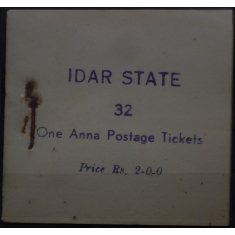 IDAR STATE
32
One Anna Postage Tickets
Price Rs. 2-0-0